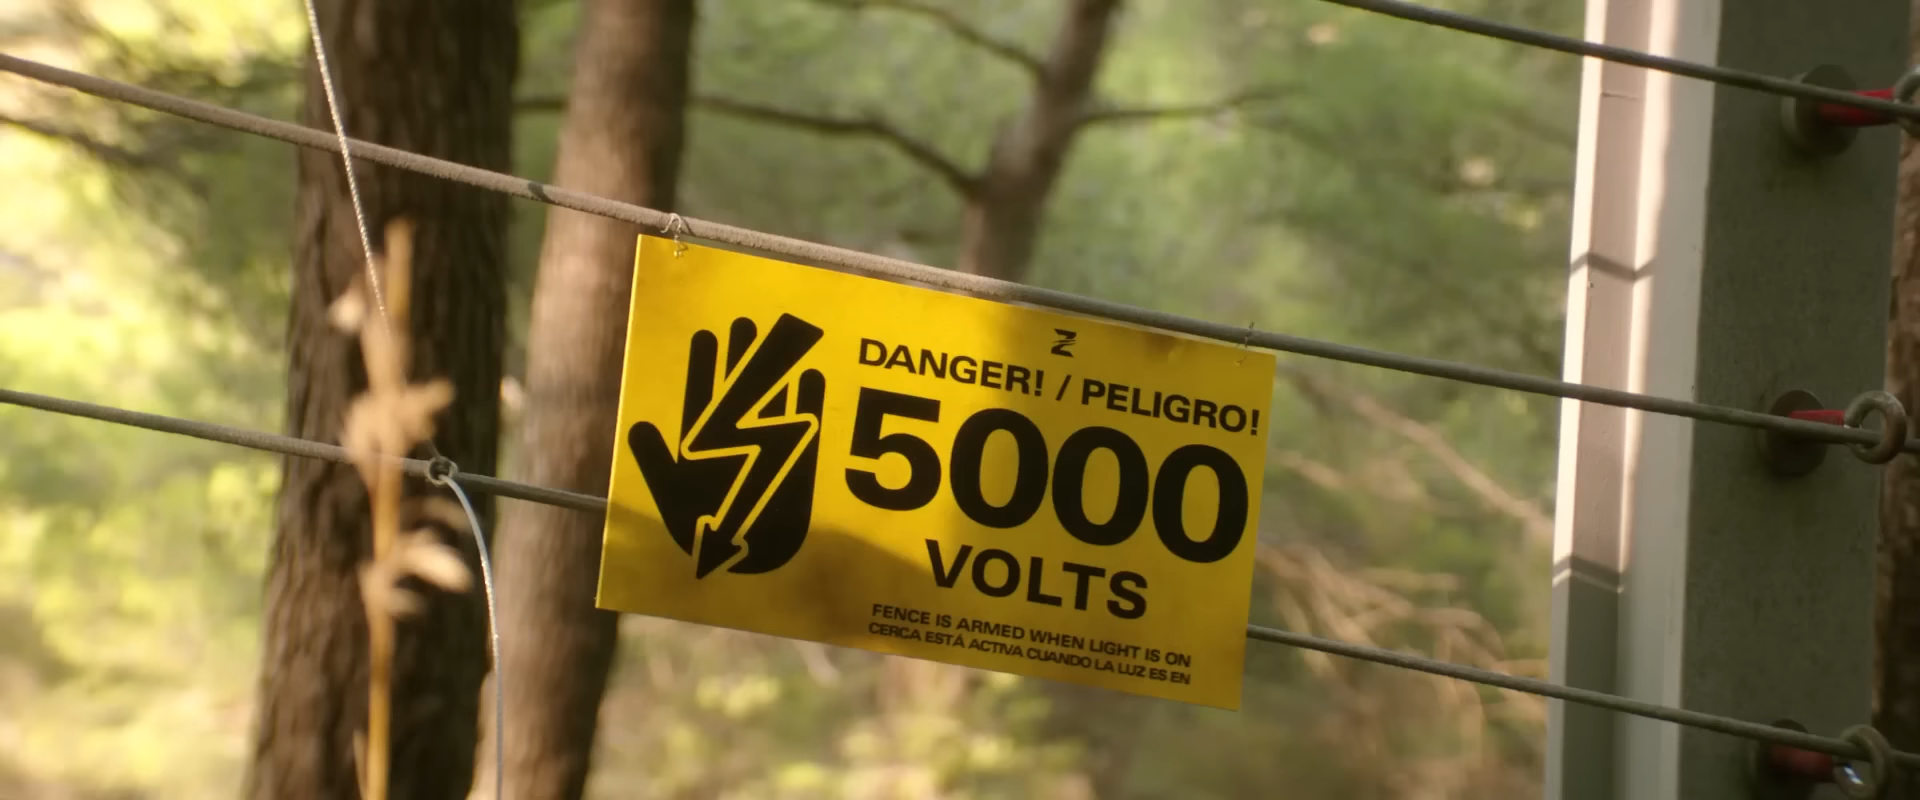 DANGER! / PELIGRO!
5000
VOLTS
FENCE IS ARMED WHEN LIGHT IS ON
CERCA ESTÁ ACTIVA CUANDO LA LUZ ES EN